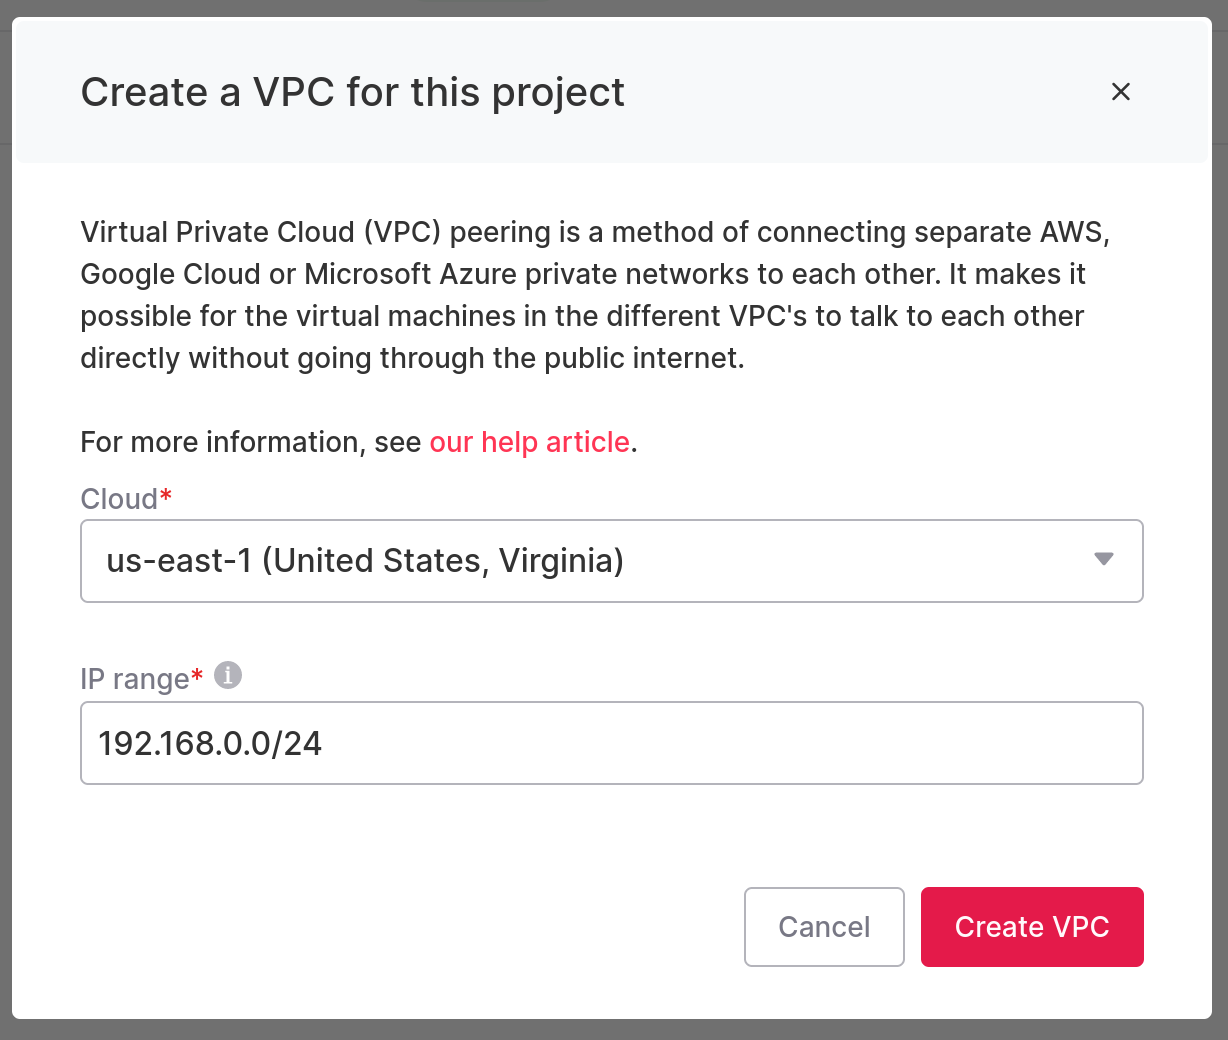 Create a VPC for this project
Virtual Private Cloud (VPC) peering is a method of connecting separate AWS,
Google Cloud or Microsoft Azure private networks to each other. It makes it
possible for the virtual machines in the different VPC's to talk to each other
directly without going through the public internet.
For more information, see our help article.
Cloud*
us-east-1 (United States, Virginia)
IP range*
192.168.0.0/24
Cancel
Create VPC